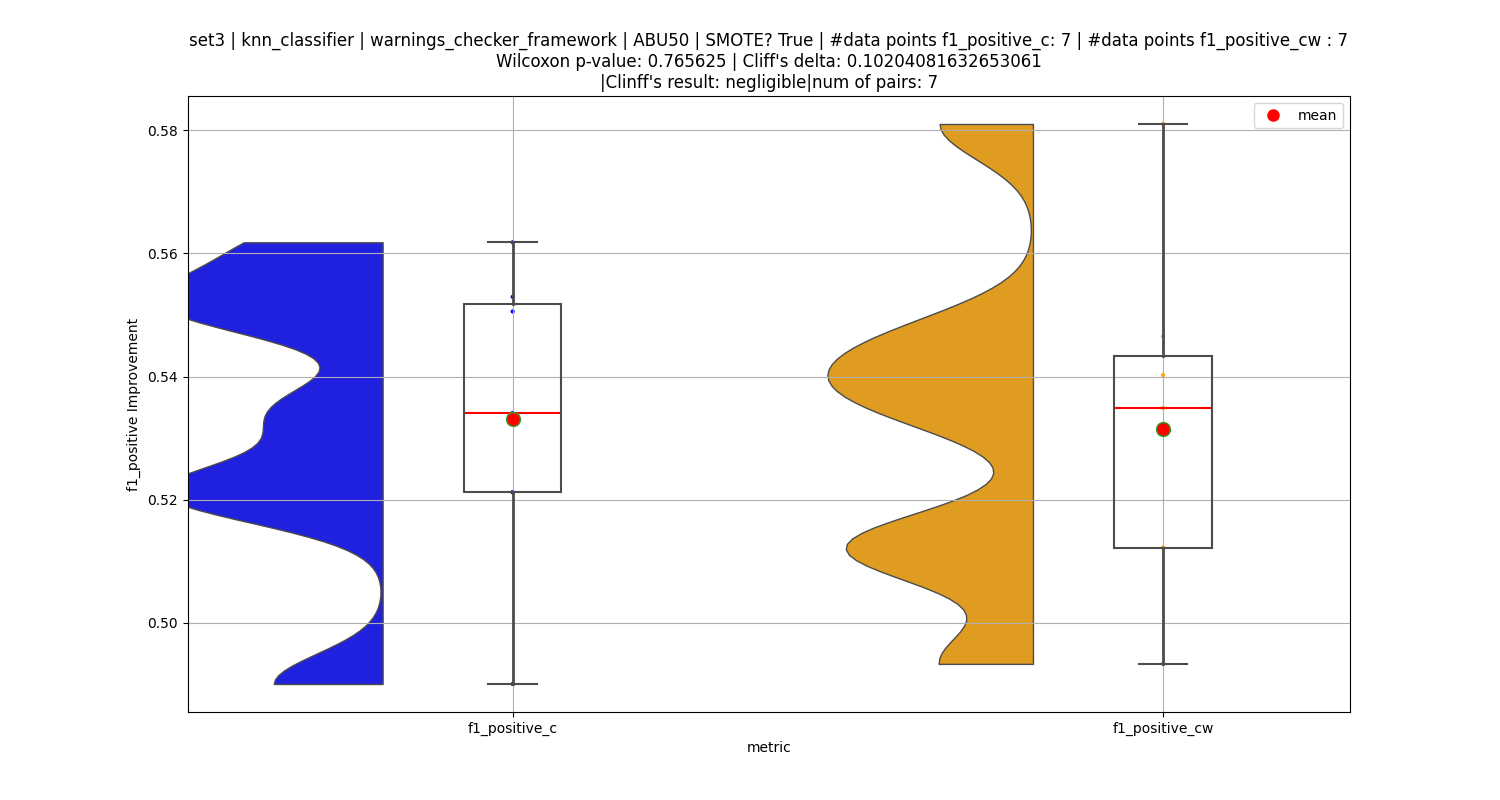 set3 | knn_classifier | warnings_checker_framework | ABU50 | SMOTE? True | #data points f1_positive_c: 7 | #data points f1_positive_cw : 7
Wilcoxon p-value: 0.765625 | Cliff's delta: 0.10204081632653061
|Clinff's result: negligible|num of pairs: 7
mean
0.58
0.56
0.54
0.52
0.50
f1_positive Improvement
f1_positive_c
f1_positive_cw
metric